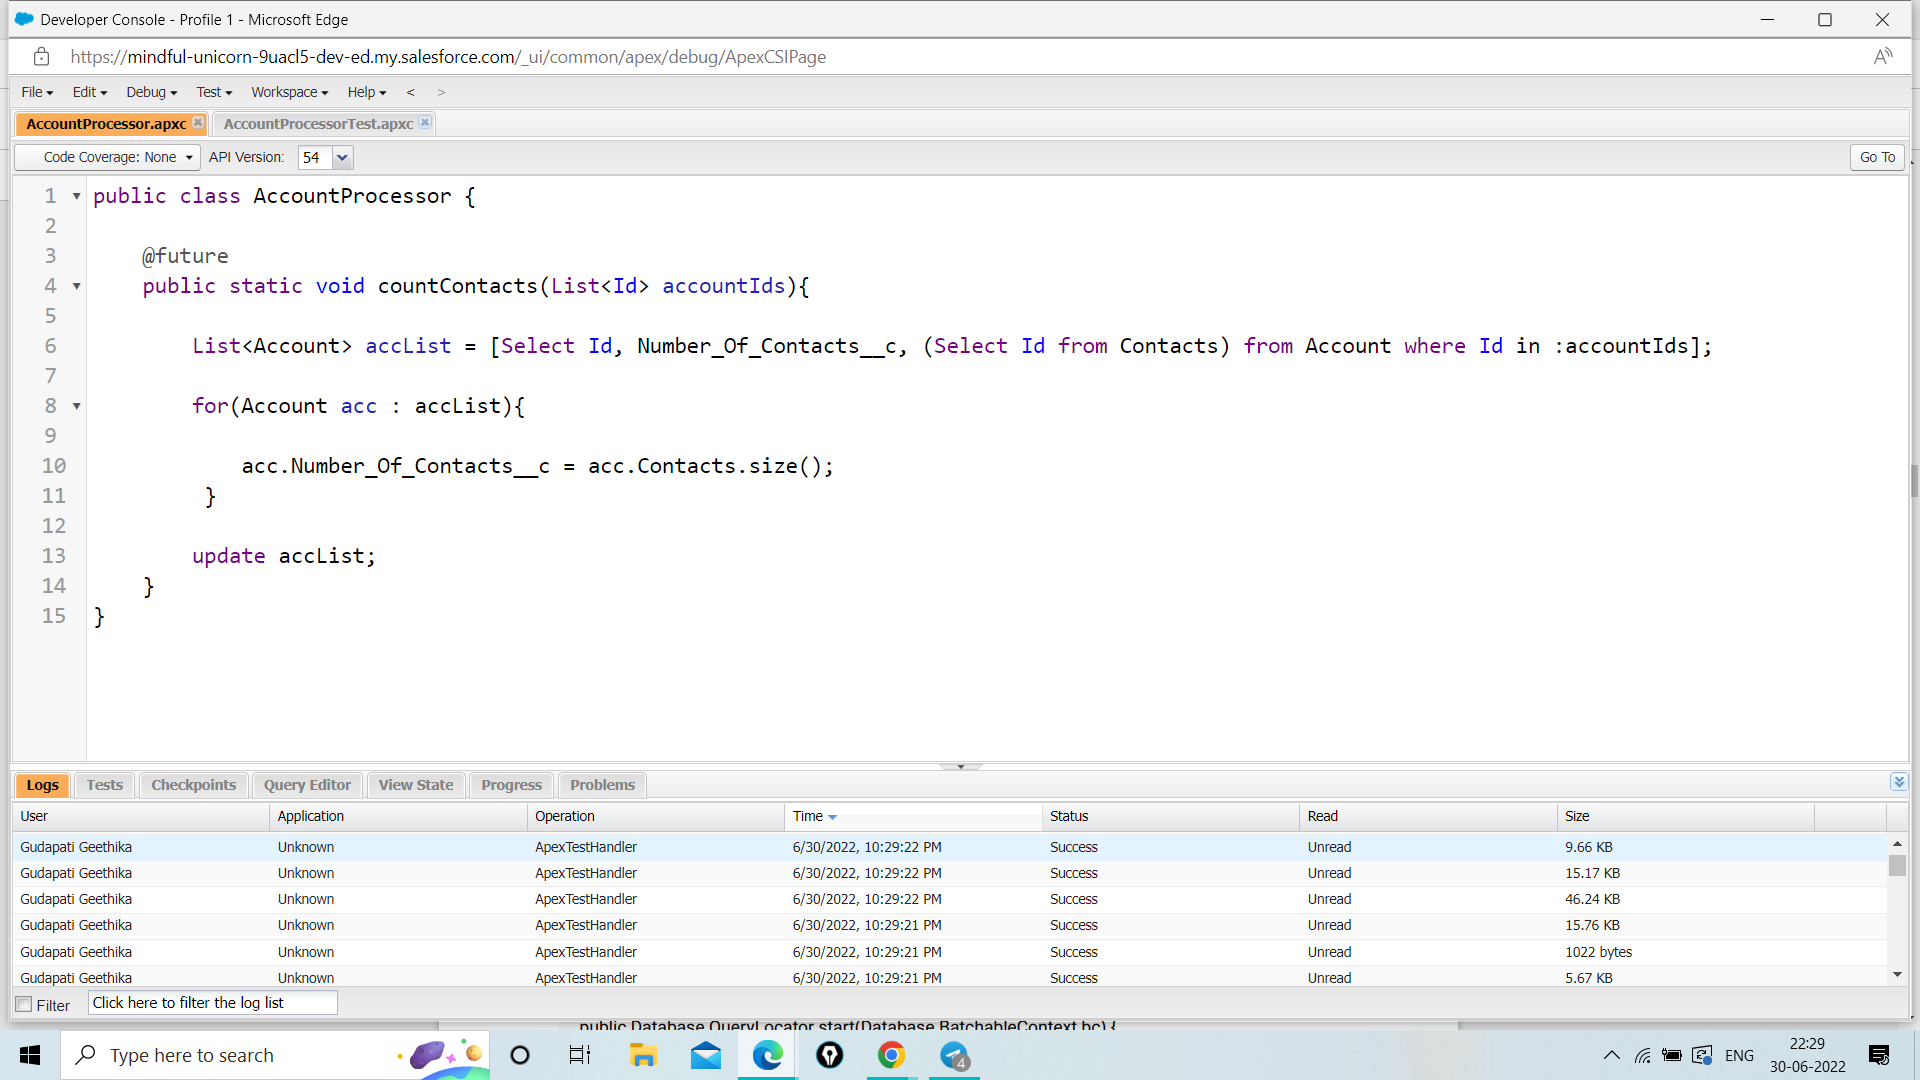 Developer Console - Profile 1 - Microsoft Edge
https://mindful-unicorn-9uacl5-dev-ed.my.salesforce.com/_ui/common/apex/debug/ApexCSIPage
File Edit Debug Test Workspace Help < >
AccountProcessor.apxc AccountProcessorTest.apxc
Code Coverage: None API Version: 54 Go To
1 public class AccountProcessor {
2
3 @future
4 public static void countContacts(List<Id> accountIds){
5
6 List<Account> accList = [Select Id, Number_Of_Contacts__c, (Select Id from Contacts) from Account where Id in :accountIds];
7
8 for(Account acc : accList){
9
10 acc.Number_Of_Contacts__c = acc.Contacts.size();
11 }
12
13 update accList;
14 }
15 }
Logs Tests Checkpoints Query Editor View State Progress Problems
User Application Operation Time Status Read Size
Gudapati Geethika Unknown ApexTestHandler 6/30/2022, 10:29:22 PM Success Unread 9.66 KB
Gudapati Geethika Unknown ApexTestHandler 6/30/2022, 10:29:22 PM Success Unread 15.17 KB
Gudapati Geethika Unknown ApexTestHandler 6/30/2022, 10:29:22 PM Success Unread 46.24 KB
Gudapati Geethika Unknown ApexTestHandler 6/30/2022, 10:29:21 PM Success Unread 15.76 KB
Gudapati Geethika Unknown ApexTestHandler 6/30/2022, 10:29:21 PM Success Unread 1022 bytes
Gudapati Geethika Unknown ApexTestHandler 6/30/2022, 10:29:21 PM Success Unread 5.67 KB
Filter Click here to filter the log list
public Database.QueryLocator start(Database.BatchableContext bc) {
Type here to search 4 ENG 22:29
30-06-2022